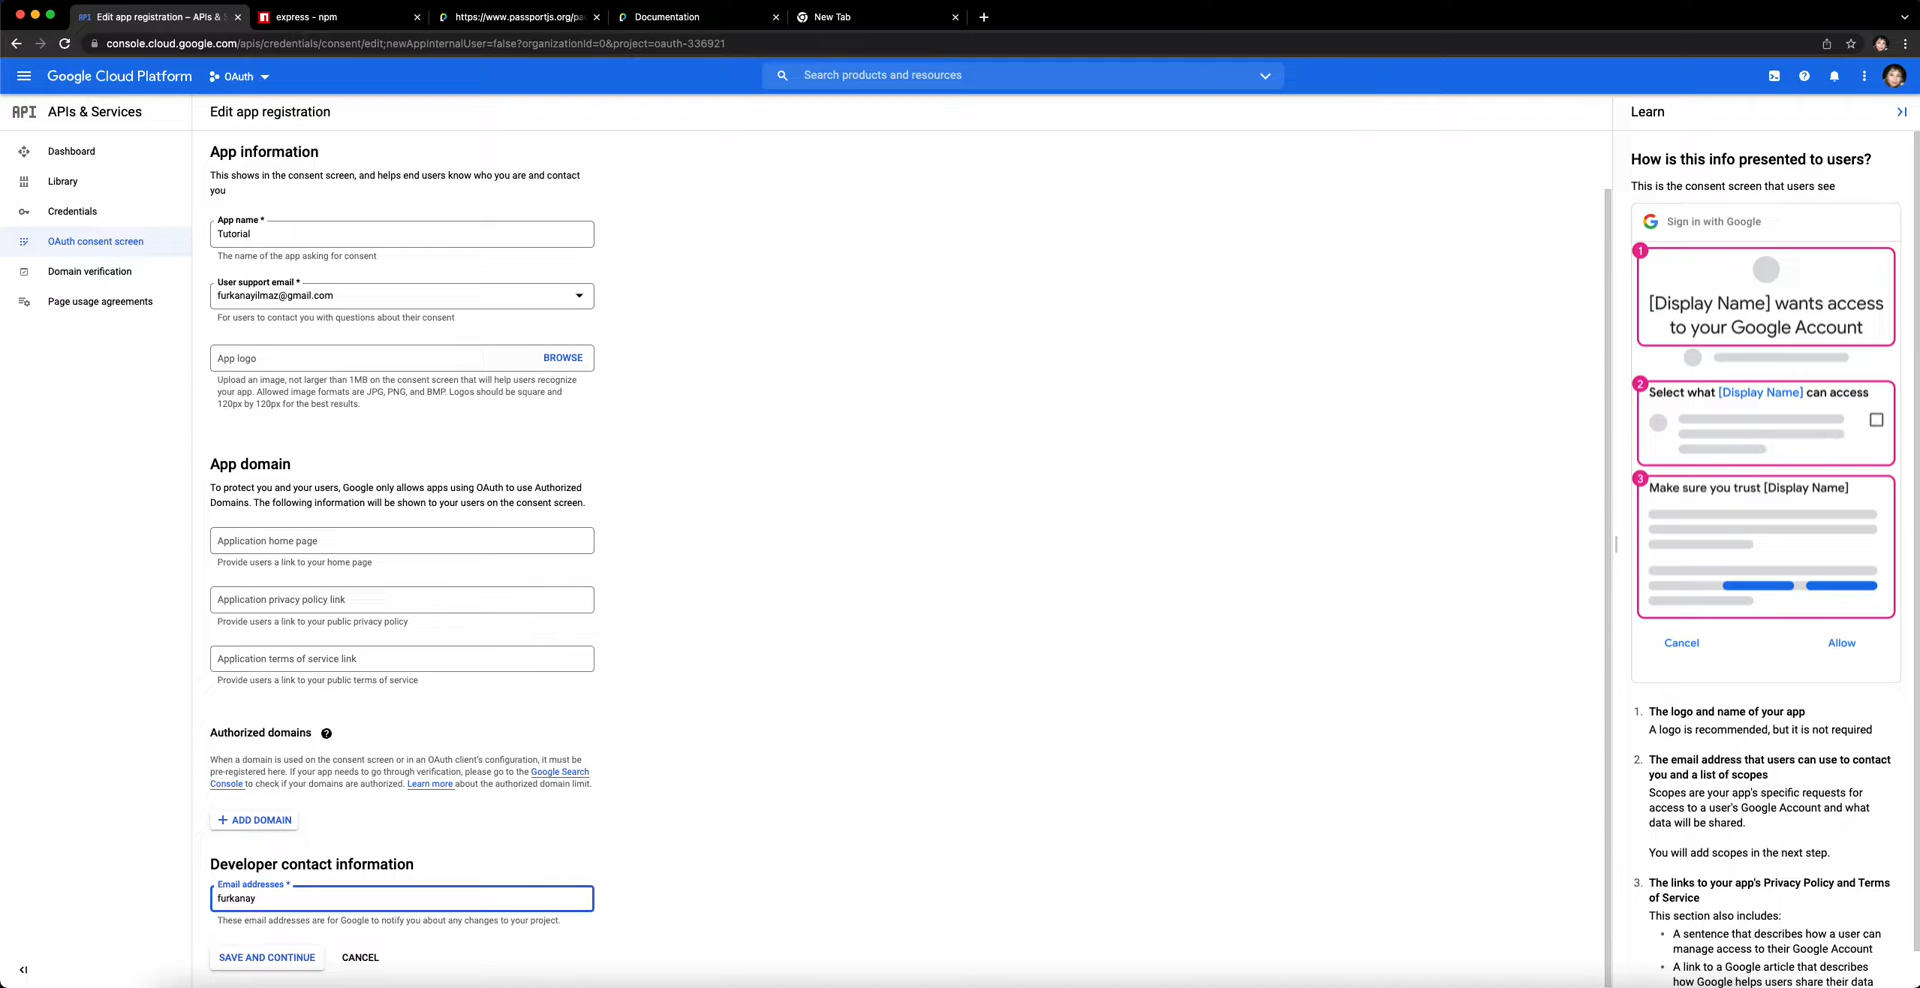 Edit app registration – APIs & S
express - npm
https://www.passportjs.org/pa
Documentation
New Tab
console.cloud.google.com/apis/credentials/consent/edit;newAppInternalUser=false?organizationId=0&project=oauth-336921
Google Cloud Platform
OAuth
Search products and resources
API APIs & Services
Dashboard
Library
Credentials
OAuth consent screen
Domain verification
Page usage agreements
Edit app registration
App information
This shows in the consent screen, and helps end users know who you are and contact
you
App name *
Tutorial
The name of the app asking for consent
User support email *
furkanayilmaz@gmail.com
For users to contact you with questions about their consent
App logo
BROWSE
Upload an image, not larger than 1MB on the consent screen that will help users recognize
your app. Allowed image formats are JPG, PNG, and BMP. Logos should be square and
120px by 120px for the best results.
App domain
To protect you and your users, Google only allows apps using OAuth to use Authorized
Domains. The following information will be shown to your users on the consent screen.
Application home page
Provide users a link to your home page
Application privacy policy link
Provide users a link to your public privacy policy
Application terms of service link
Provide users a link to your public terms of service
Authorized domains
When a domain is used on the consent screen or in an OAuth client's configuration, it must be
pre-registered here. If your app needs to go through verification, please go to the Google Search
Console to check if your domains are authorized. Learn more about the authorized domain limit.
+ ADD DOMAIN
Developer contact information
Email addresses *
furkanay
These email addresses are for Google to notify you about any changes to your project.
SAVE AND CONTINUE
CANCEL
Learn
How is this info presented to users?
This is the consent screen that users see
Sign in with Google
1
[Display Name] wants access
to your Google Account
2
Select what [Display Name] can access
3
Make sure you trust [Display Name]
Cancel
Allow
1. The logo and name of your app
A logo is recommended, but it is not required
2. The email address that users can use to contact
you and a list of scopes
Scopes are your app's specific requests for
access to a user's Google Account and what
data will be shared.
You will add scopes in the next step.
3. The links to your app's Privacy Policy and Terms
of Service
This section also includes:
• A sentence that describes how a user can
manage access to their Google Account
• A link to a Google article that describes
how Google helps users share their data